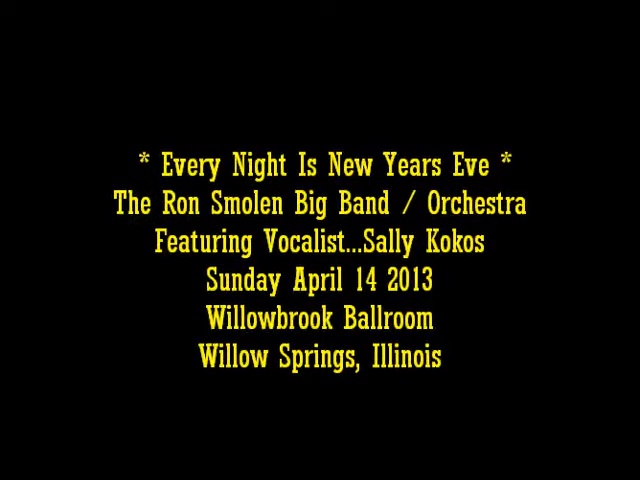 * Every Night Is New Years Eve *
The Ron Smolen Big Band / Orchestra
Featuring Vocalist...Sally Kokos
Sunday April 14 2013
Willowbrook Ballroom
Willow Springs, Illinois